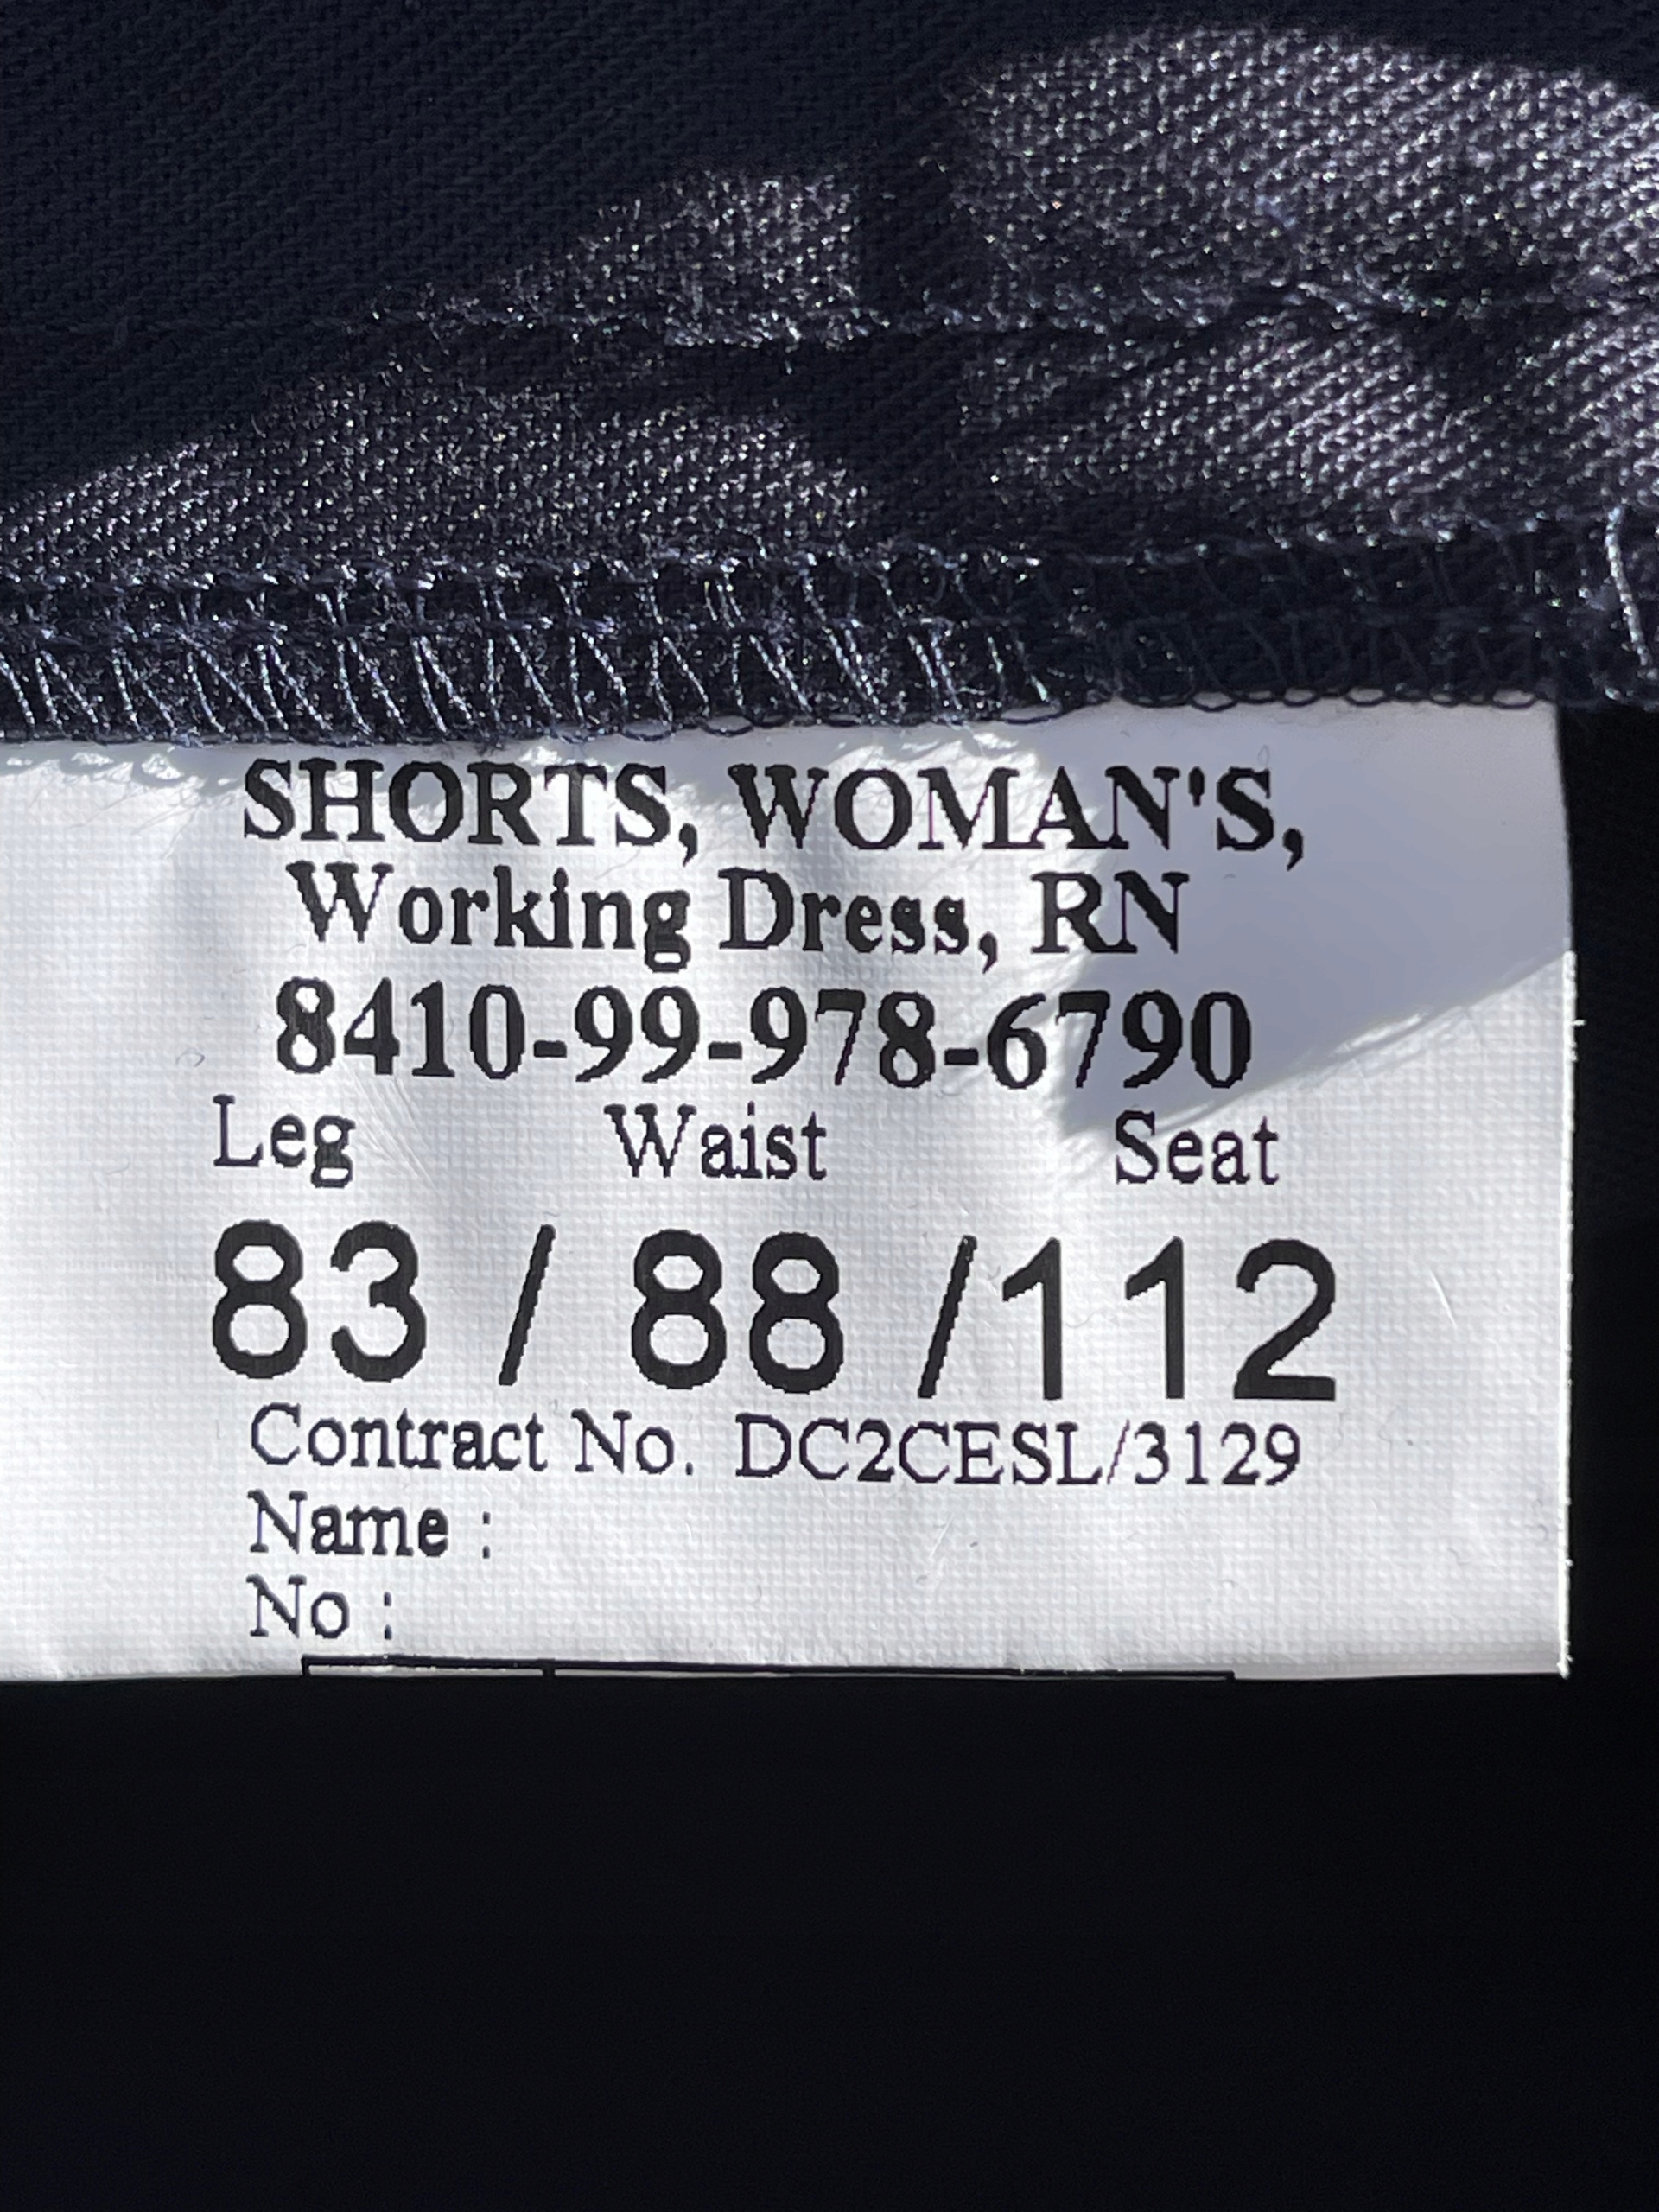 SHORTS, WOMAN'S,
Working Dress, RN
8410-99-978-6790
Leg Waist Seat
83 / 88 /112
Contract No. DC2CESL/3129
Name :
No :